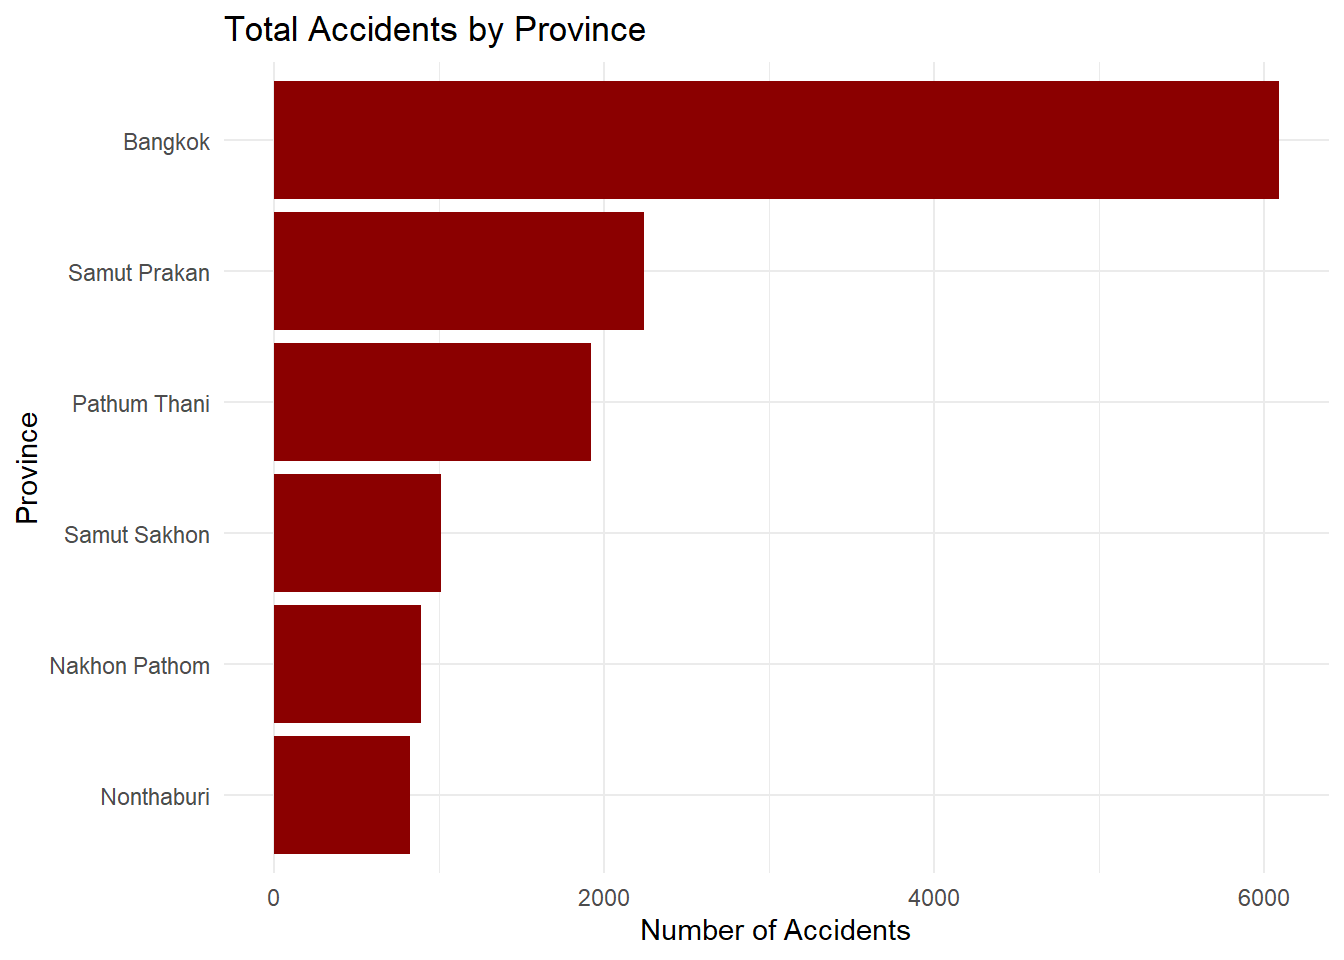 Total Accidents by Province
Province
Bangkok
Samut Prakan
Pathum Thani
Samut Sakhon
Nakhon Pathom
Nonthaburi
0 2000 4000 6000
Number of Accidents